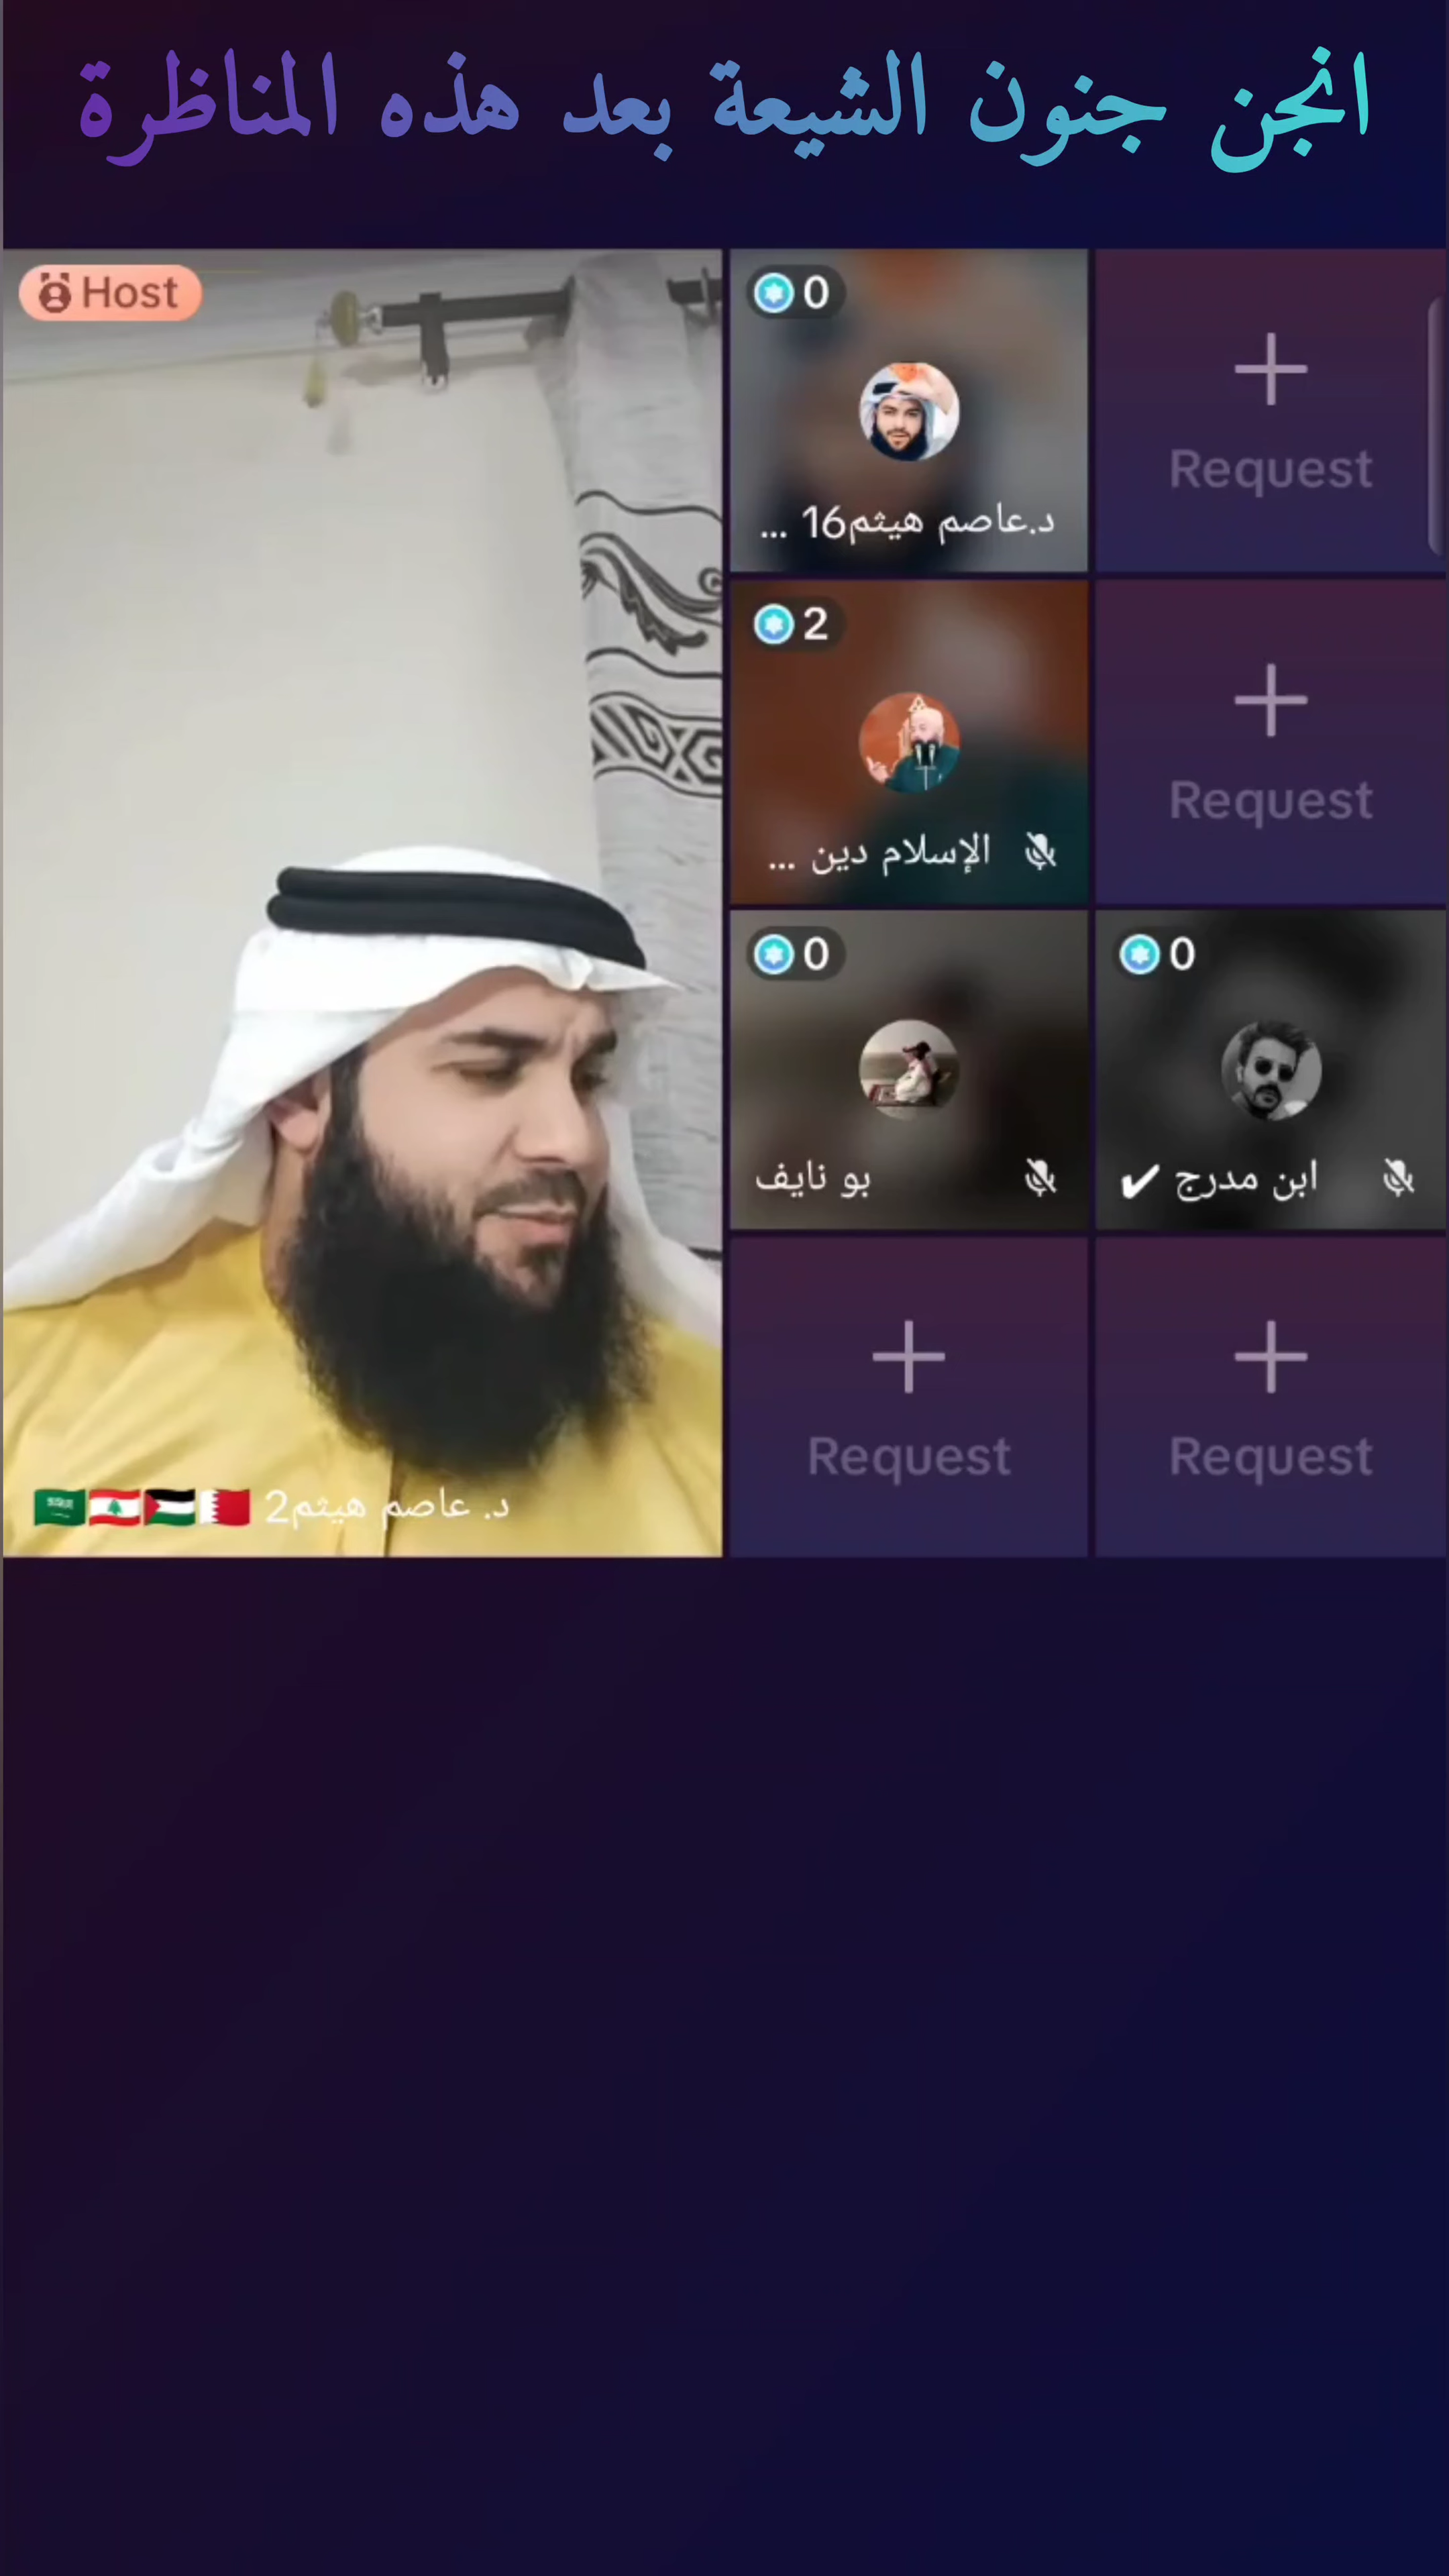 انجن جنون الشيعة بعد هذه المناظرة
Host
0
د.عاصم هيثم16 ...
Request
2
الإسلام دين ...
Request
0
بو نايف
0
ابن مدرج ✔
د. عاصم هيثم2 🇧🇭🇵🇸🇱🇧🇸🇦
Request
Request